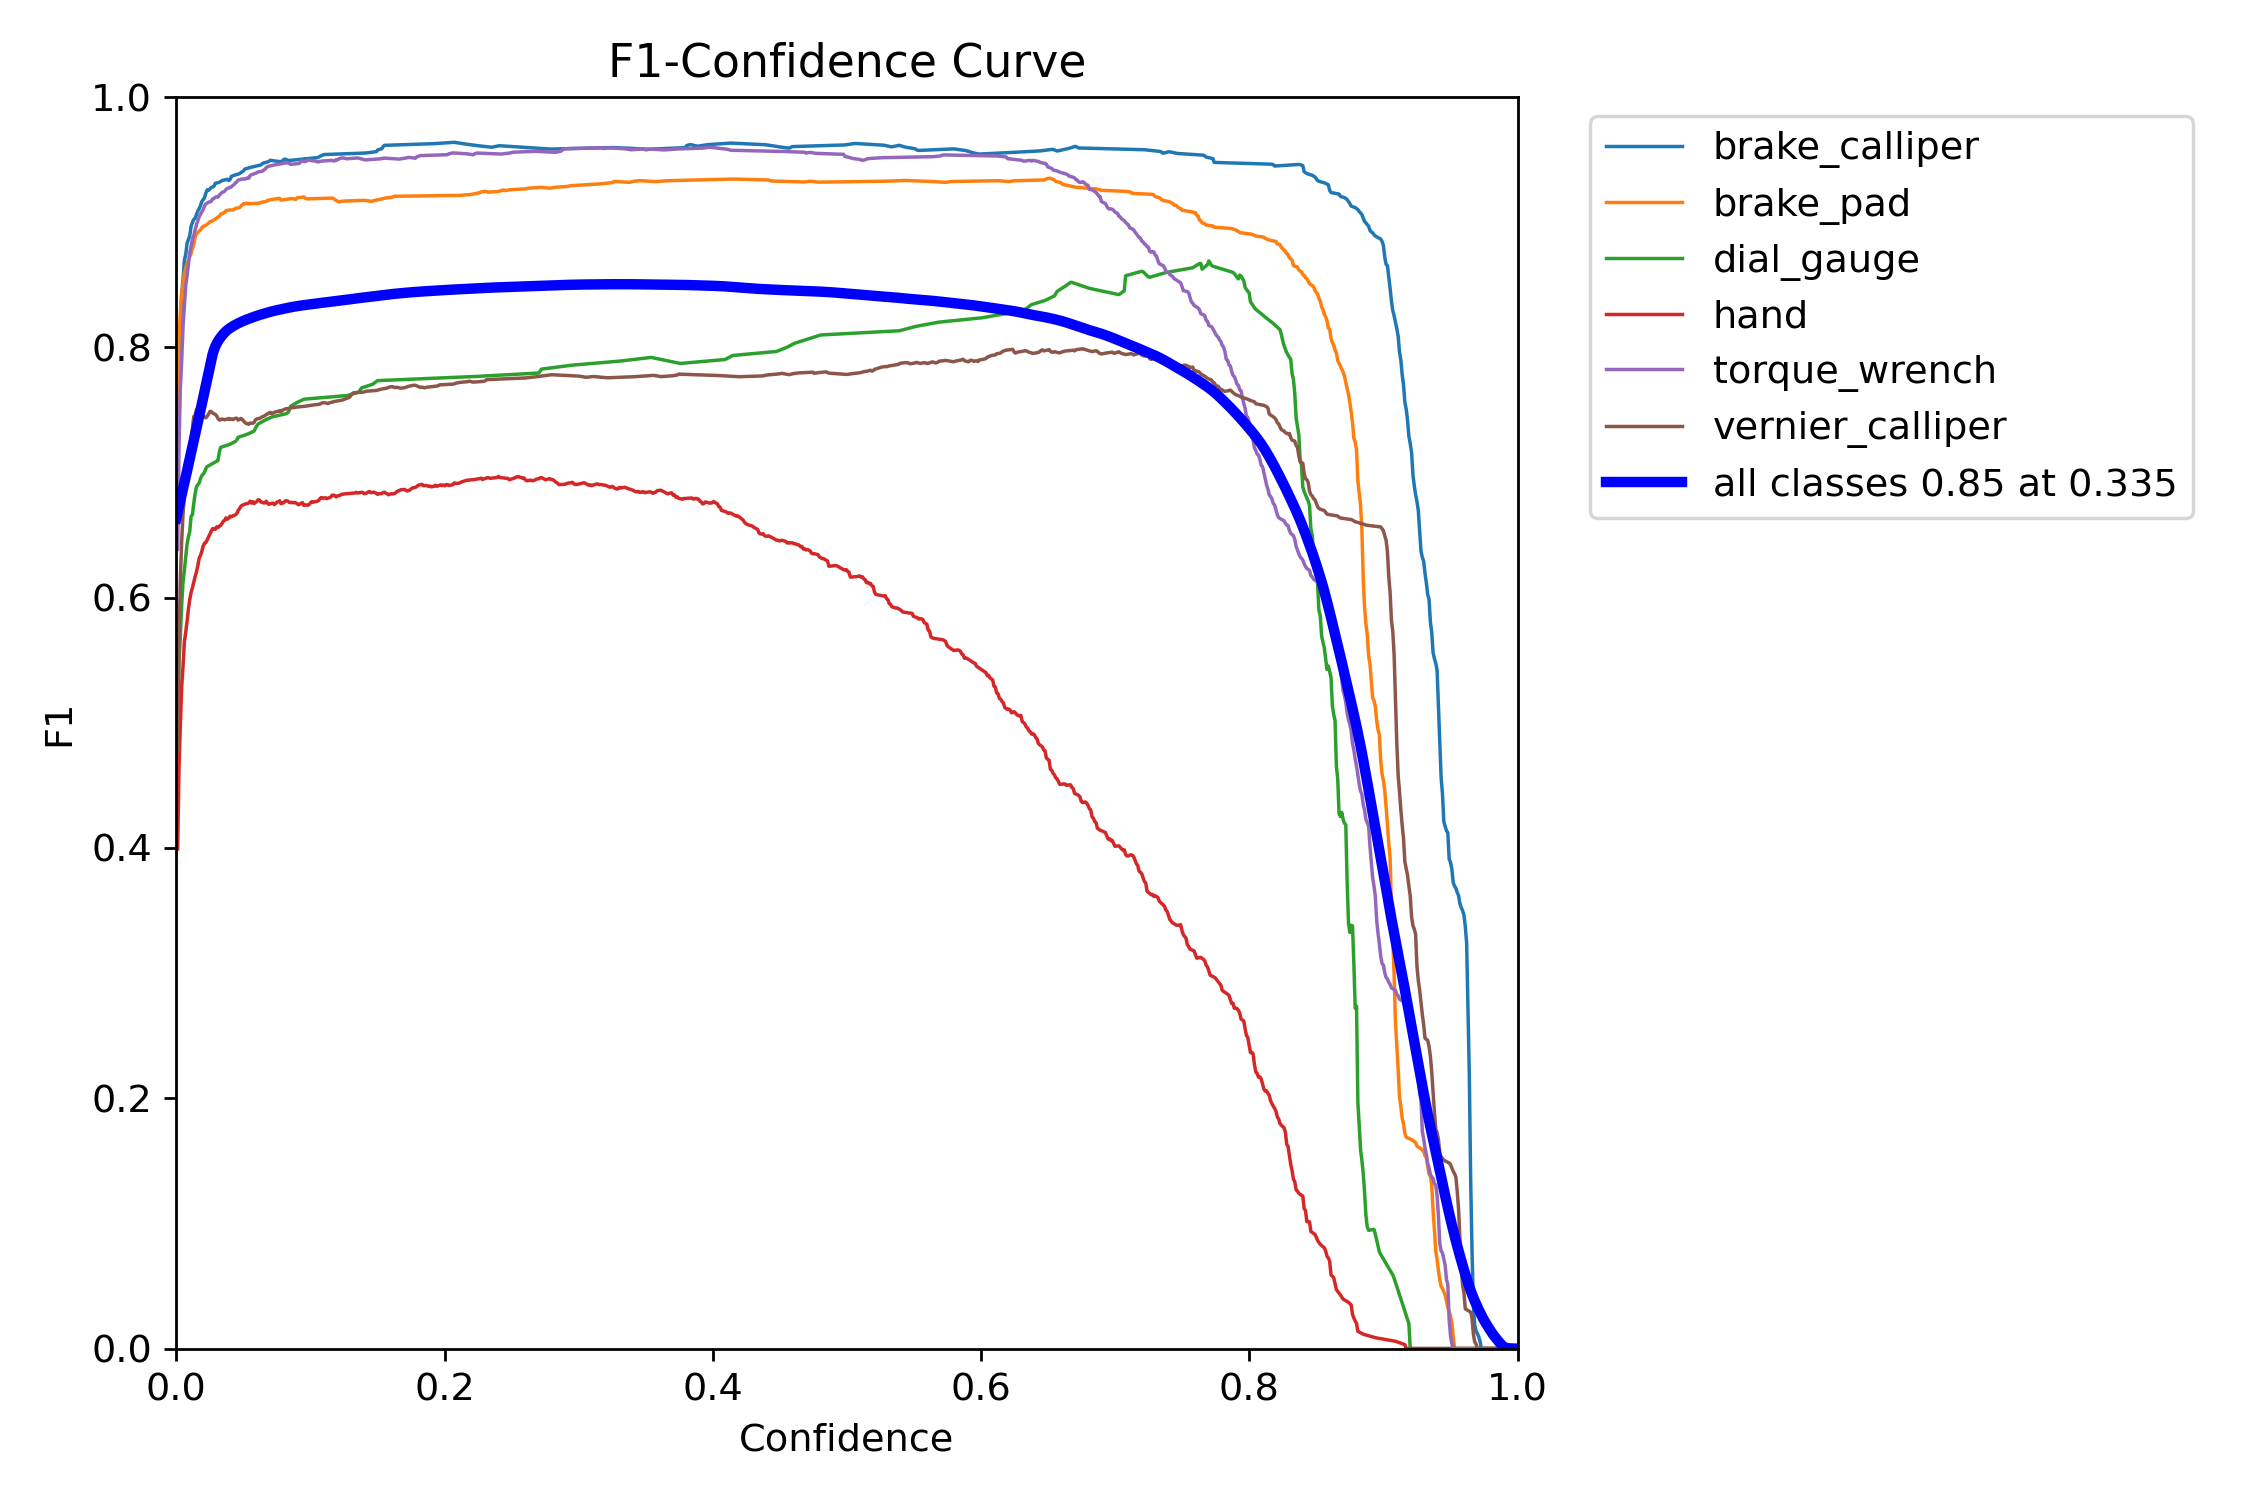 F1-Confidence Curve
1.0
0.8
0.6
0.4
0.2
0.0
F1
0.0 0.2 0.4 0.6 0.8 1.0
Confidence
brake_calliper
brake_pad
dial_gauge
hand
torque_wrench
vernier_calliper
all classes 0.85 at 0.335